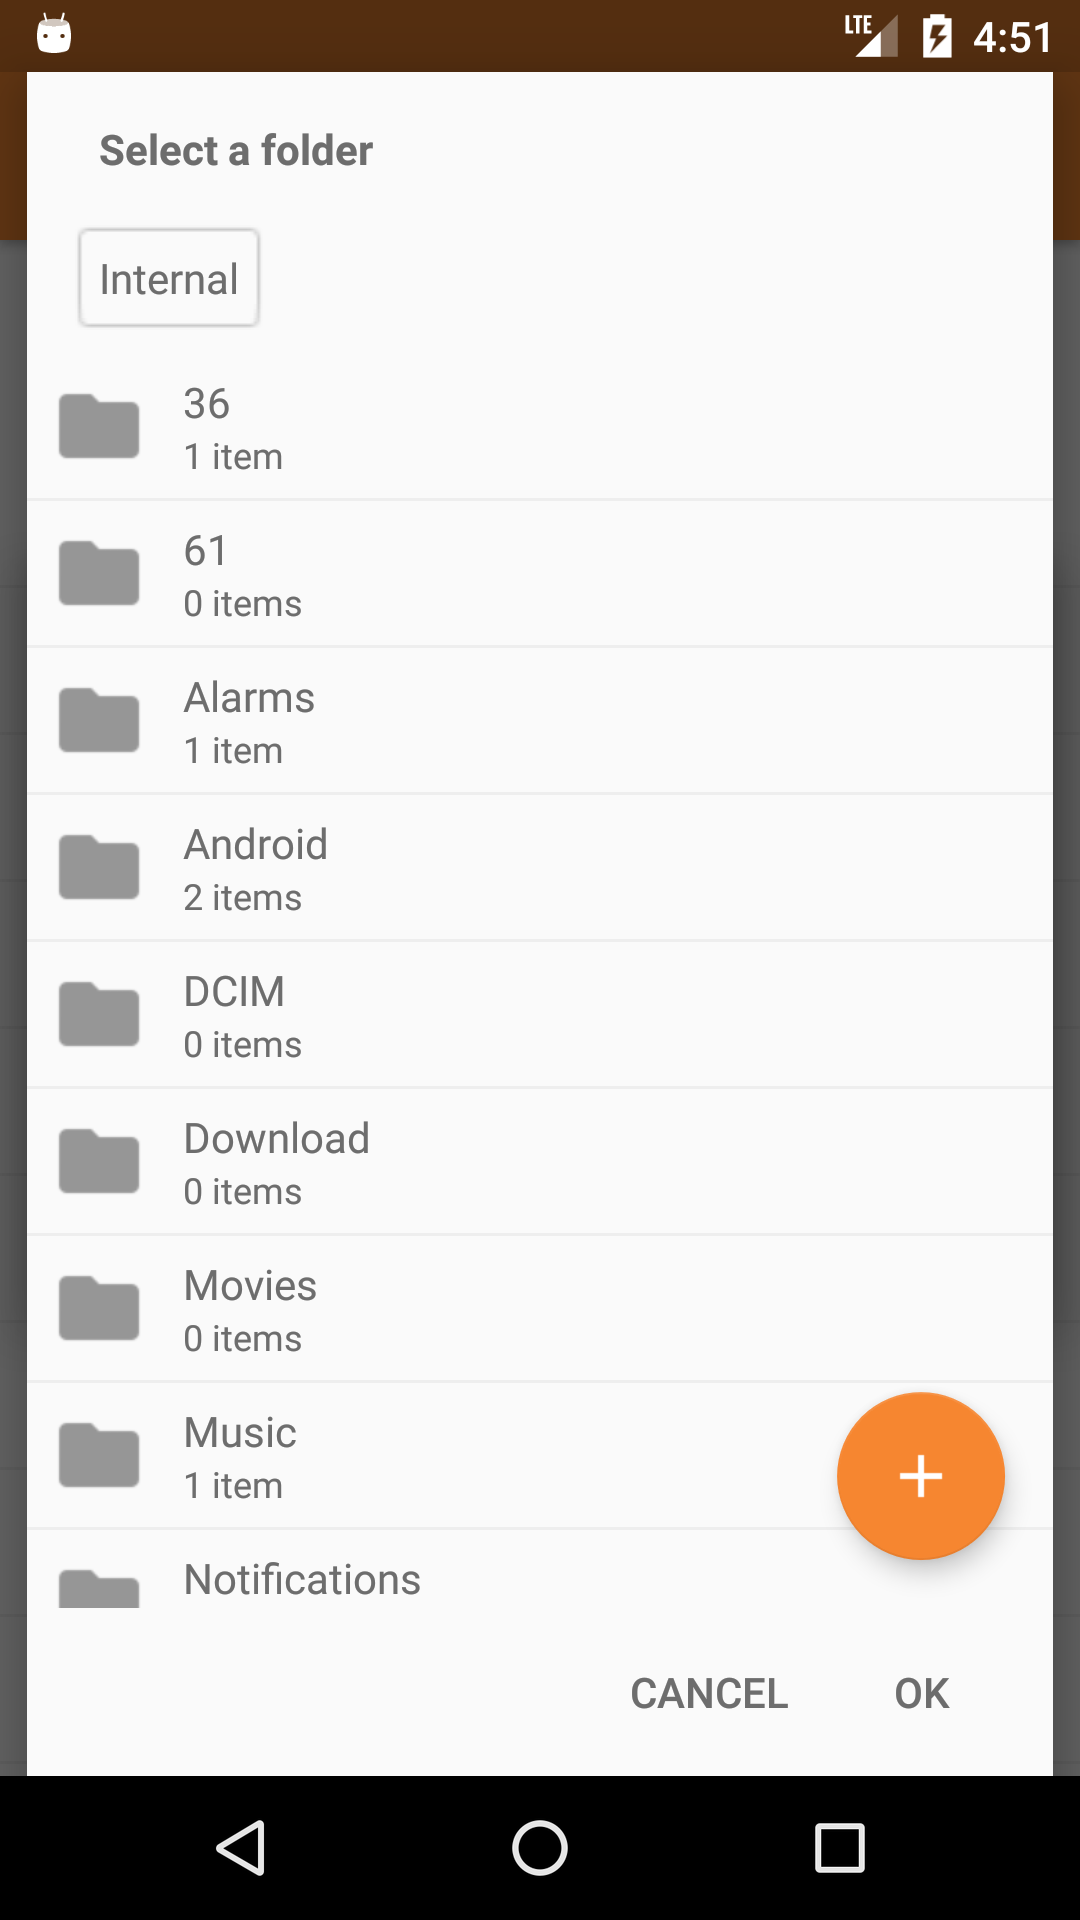 LTE 4:51
Select a folder
Internal
36
1 item
61
0 items
Alarms
1 item
Android
2 items
DCIM
0 items
Download
0 items
Movies
0 items
Music
1 item
Notifications
CANCEL OK